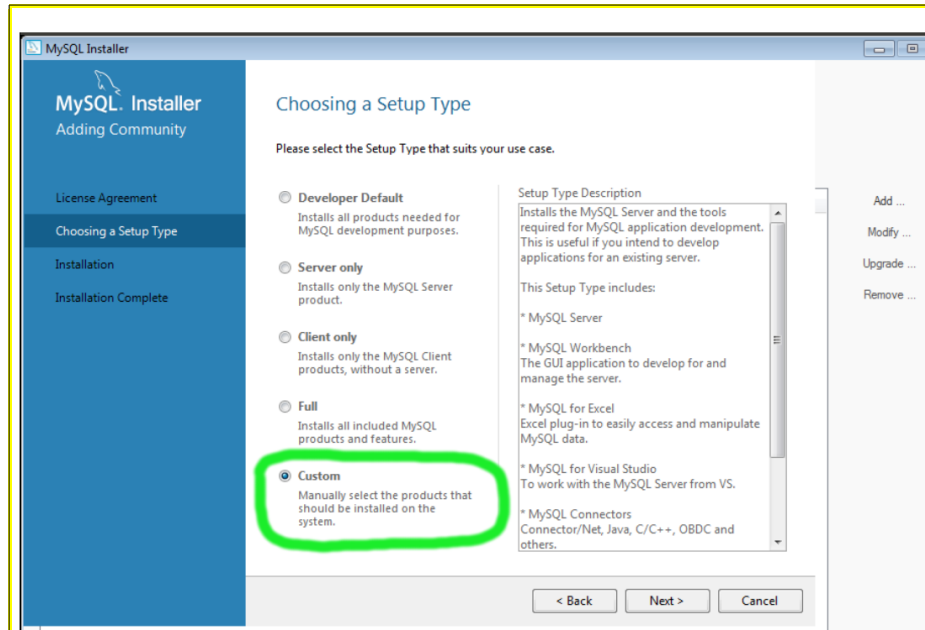 MySQL Installer
MySQL. Installer
Adding Community
License Agreement
Choosing a Setup Type
Installation
Installation Complete
Choosing a Setup Type
Please select the Setup Type that suits your use case.
Developer Default
Installs all products needed for
MySQL development purposes.
Server only
Installs only the MySQL Server
product.
Client only
Installs only the MySQL Client
products, without a server.
Full
Installs all included MySQL
products and features.
Custom
Manually select the products that
should be installed on the
system.
Setup Type Description
Installs the MySQL Server and the tools
required for MySQL application development.
This is useful if you intend to develop
applications for an existing server.
This Setup Type includes:
* MySQL Server
* MySQL Workbench
The GUI application to develop for and
manage the server.
* MySQL for Excel
Excel plug-in to easily access and manipulate
MySQL data.
* MySQL for Visual Studio
To work with the MySQL Server from VS.
* MySQL Connectors
Connector/Net, Java, C/C++, OBDC and
others.
Add ...
Modify ...
Upgrade ...
Remove ...
< Back
Next >
Cancel